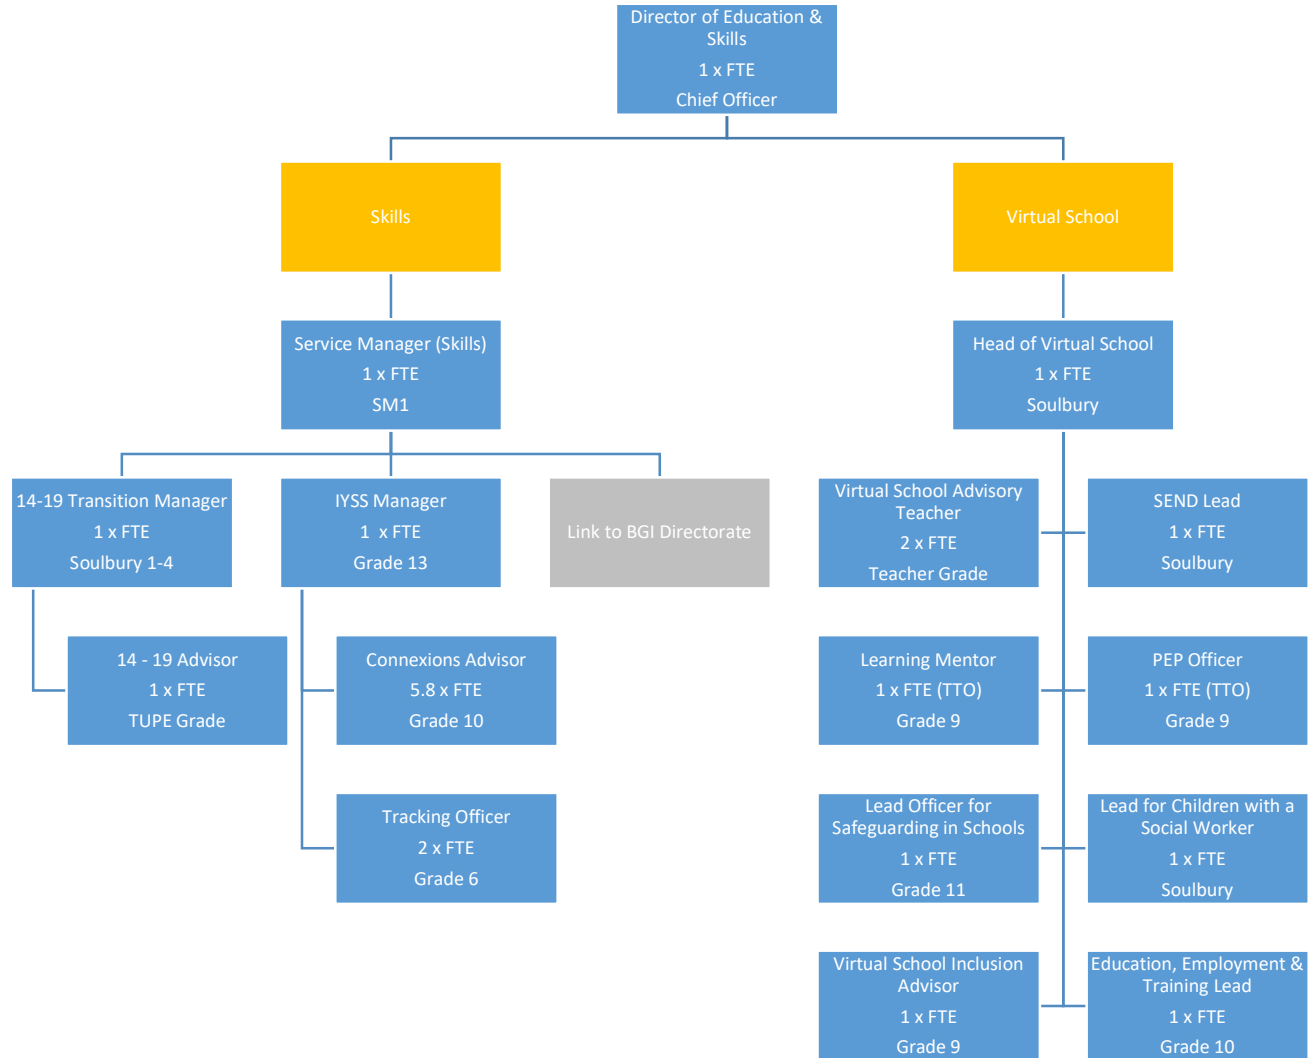 Director of Education &
Skills
1 x FTE
Chief Officer
Skills
Virtual School
Service Manager (Skills)
1 x FTE
SM1
Head of Virtual School
1 x FTE
Soulbury
14-19 Transition Manager
1 x FTE
Soulbury 1-4
IYSS Manager
1 x FTE
Grade 13
Link to BGI Directorate
Virtual School Advisory
Teacher
2 x FTE
Teacher Grade
SEND Lead
1 x FTE
Soulbury
14 - 19 Advisor
1 x FTE
TUPE Grade
Connexions Advisor
5.8 x FTE
Grade 10
Learning Mentor
1 x FTE (TTO)
Grade 9
PEP Officer
1 x FTE (TTO)
Grade 9
Tracking Officer
2 x FTE
Grade 6
Lead Officer for
Safeguarding in Schools
1 x FTE
Grade 11
Lead for Children with a
Social Worker
1 x FTE
Soulbury
Virtual School Inclusion
Advisor
1 x FTE
Grade 9
Education, Employment &
Training Lead
1 x FTE
Grade 10